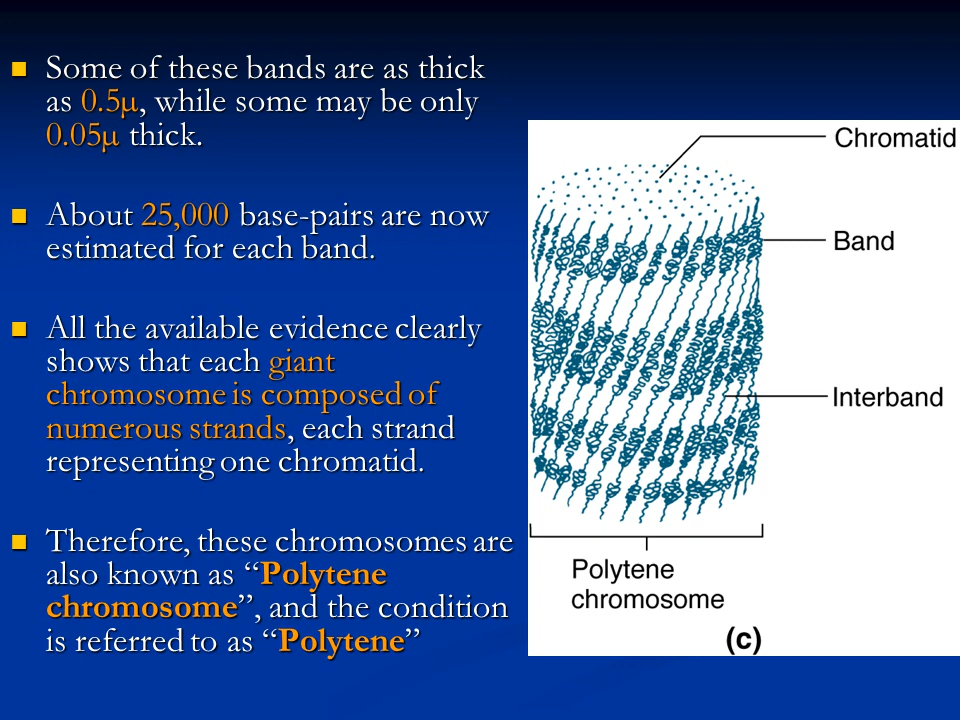 Some of these bands are as thick
as 0.5µ, while some may be only
0.05µ thick.
About 25,000 base-pairs are now
estimated for each band.
All the available evidence clearly
shows that each giant
chromosome is composed of
numerous strands, each strand
representing one chromatid.
Therefore, these chromosomes are
also known as “Polytene
chromosome”, and the condition
is referred to as “Polytene”
Chromatid
Band
Interband
Polytene
chromosome
(c)